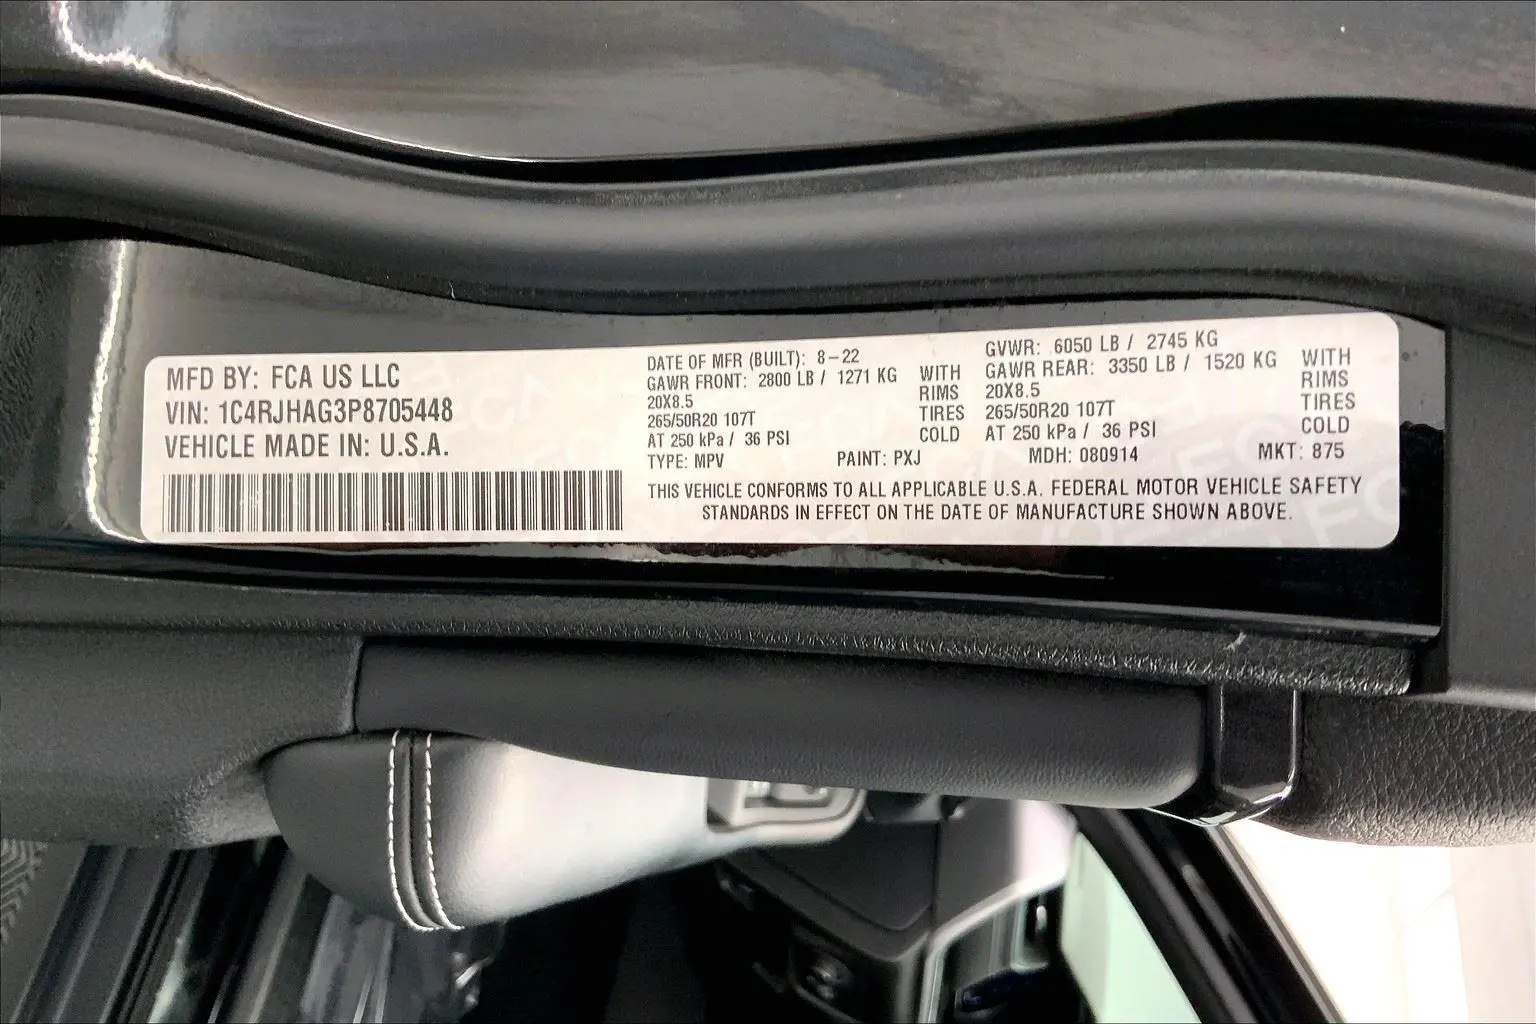 MFD BY: FCA US LLC
VIN: 1C4RJHAG3P8705448
VEHICLE MADE IN: U.S.A.
DATE OF MFR (BUILT): 8-22
GAWR FRONT: 2800 LB / 1271 KG WITH
20X8.5 RIMS
265/50R20 107T TIRES
AT 250 kPa / 36 PSI COLD
GVWR: 6050 LB / 2745 KG
GAWR REAR: 3350 LB / 1520 KG WITH
20X8.5 RIMS
265/50R20 107T TIRES
AT 250 kPa / 36 PSI COLD
TYPE: MPV PAINT: PXJ MDH: 080914 MKT: 875
THIS VEHICLE CONFORMS TO ALL APPLICABLE U.S.A. FEDERAL MOTOR VEHICLE SAFETY
STANDARDS IN EFFECT ON THE DATE OF MANUFACTURE SHOWN ABOVE.